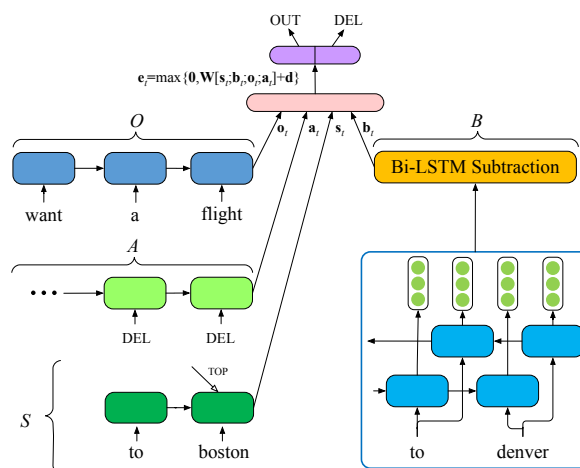 OUT DEL
e_t=max{0,W[s_t;b_t;o_t;a_t]+d}
O
o_t a_t s_t b_t
B
Bi-LSTM Subtraction
want a flight
A
...
DEL DEL
TOP
S
to boston
to denver